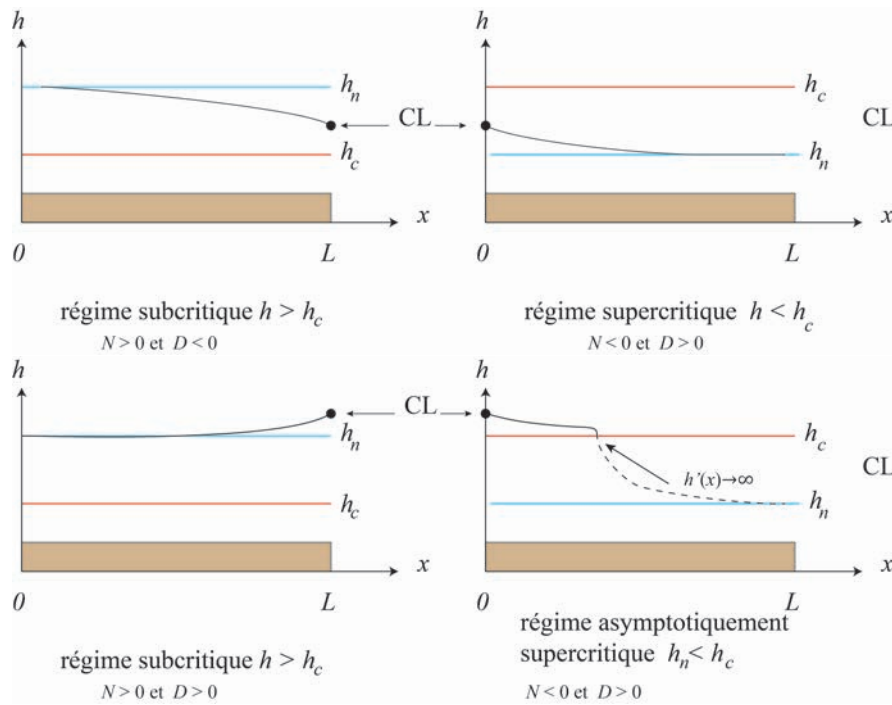 h
h
h_n
h_c
CL
CL
h_c
h_n
x
x
0
L
0
L
régime subcritique h > h_c
régime supercritique h < h_c
N > 0 et D < 0
N < 0 et D > 0
h
h
CL
h_n
h_c
h'(x)→∞
CL
h_c
h_n
x
x
0
L
0
L
régime asymptotiquement
supercritique h_n < h_c
régime subcritique h > h_c
N > 0 et D > 0
N < 0 et D > 0